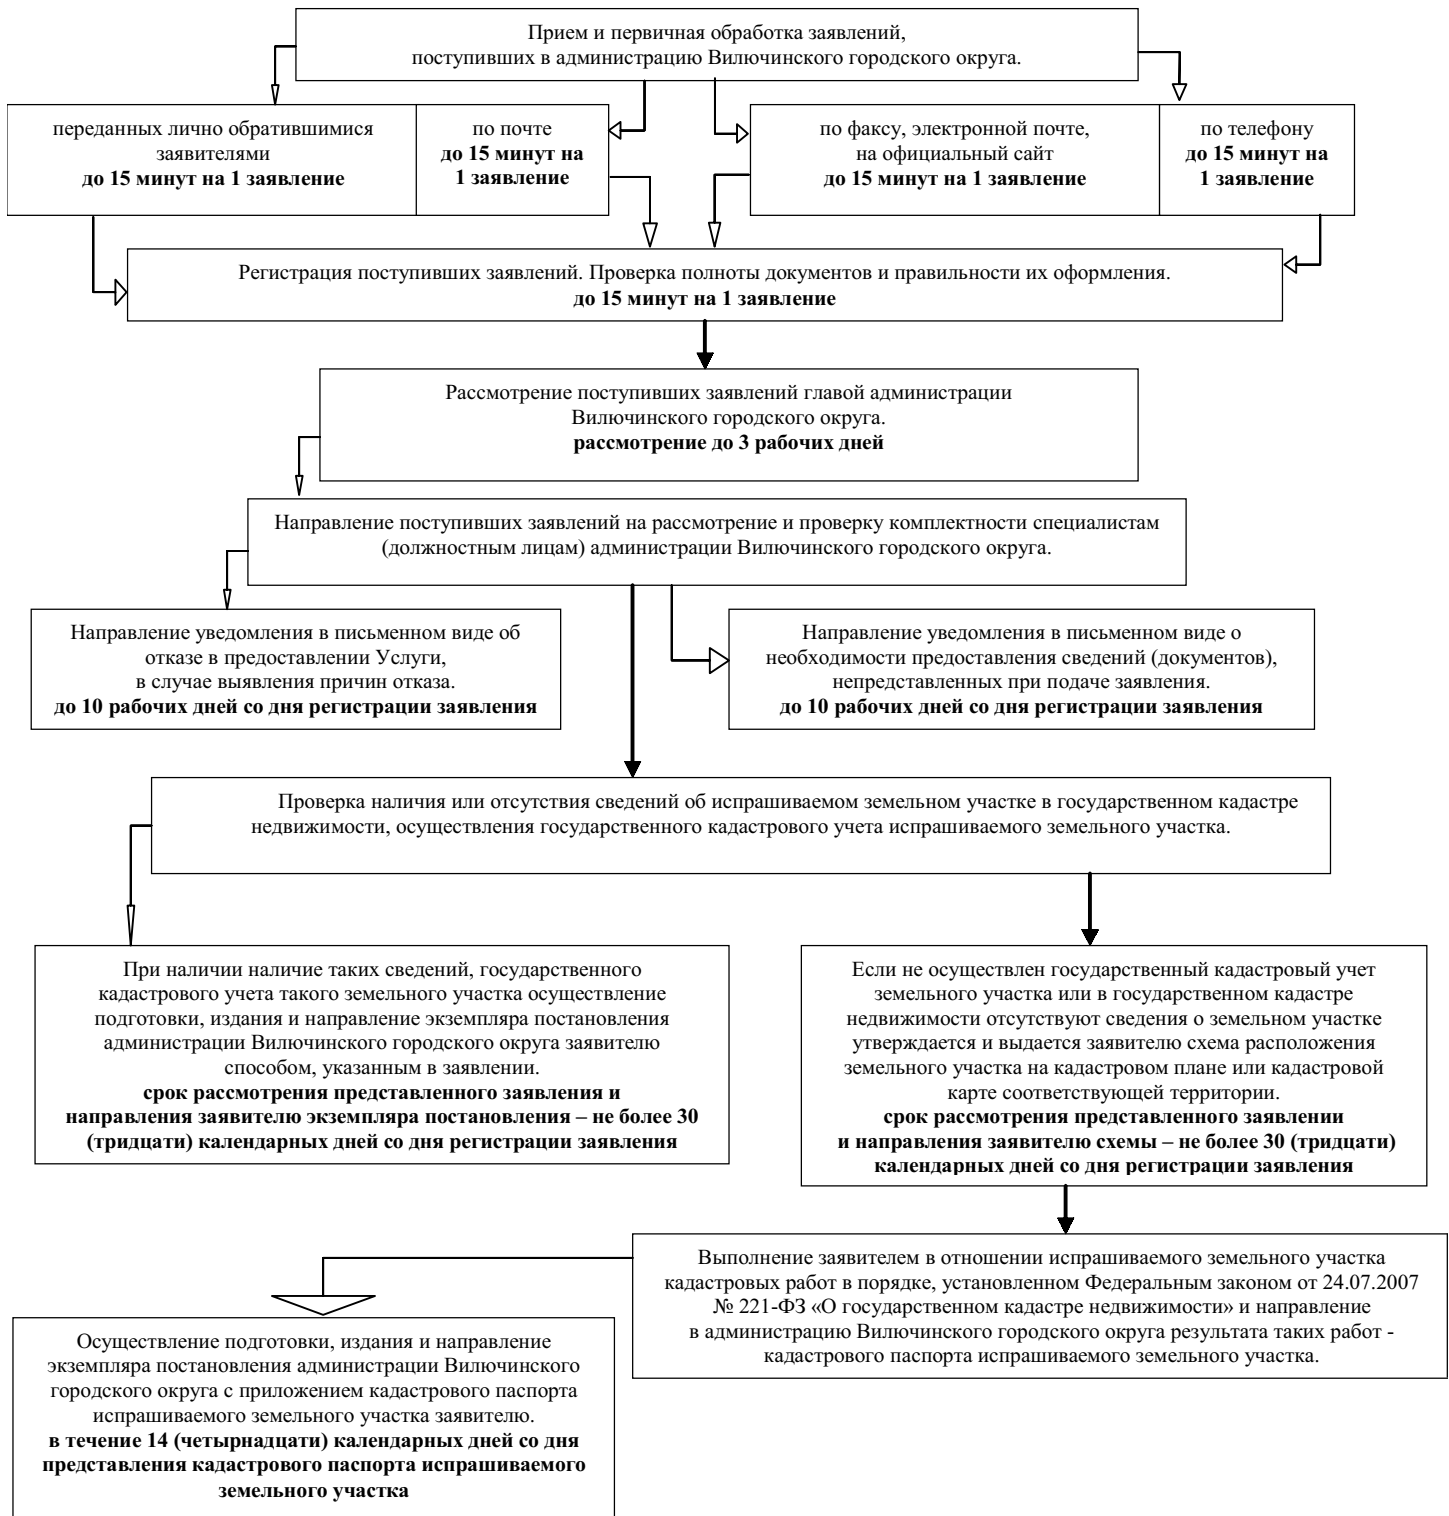 Прием и первичная обработка заявлений,
поступивших в администрацию Вилючинского городского округа.
переданных лично обратившимися
заявителями
до 15 минут на 1 заявление
по почте
до 15 минут на
1 заявление
по факсу, электронной почте,
на официальный сайт
до 15 минут на 1 заявление
по телефону
до 15 минут на
1 заявление
Регистрация поступивших заявлений. Проверка полноты документов и правильности их оформления.
до 15 минут на 1 заявление
Рассмотрение поступивших заявлений главой администрации
Вилючинского городского округа.
рассмотрение до 3 рабочих дней
Направление поступивших заявлений на рассмотрение и проверку комплектности специалистам
(должностным лицам) администрации Вилючинского городского округа.
Направление уведомления в письменном виде об
отказе в предоставлении Услуги,
в случае выявления причин отказа.
до 10 рабочих дней со дня регистрации заявления
Направление уведомления в письменном виде о
необходимости предоставления сведений (документов),
непредставленных при подаче заявления.
до 10 рабочих дней со дня регистрации заявления
Проверка наличия или отсутствия сведений об испрашиваемом земельном участке в государственном кадастре
недвижимости, осуществления государственного кадастрового учета испрашиваемого земельного участка.
При наличии наличие таких сведений, государственного
кадастрового учета такого земельного участка осуществление
подготовки, издания и направление экземпляра постановления
администрации Вилючинского городского округа заявителю
способом, указанным в заявлении.
срок рассмотрения представленного заявления и
направления заявителю экземпляра постановления – не более 30
(тридцати) календарных дней со дня регистрации заявления
Если не осуществлен государственный кадастровый учет
земельного участка или в государственном кадастре
недвижимости отсутствуют сведения о земельном участке
утверждается и выдается заявителю схема расположения
земельного участка на кадастровом плане или кадастровой
карте соответствующей территории.
срок рассмотрения представленного заявлении
и направления заявителю схемы – не более 30 (тридцати)
календарных дней со дня регистрации заявления
Выполнение заявителем в отношении испрашиваемого земельного участка
кадастровых работ в порядке, установленном Федеральным законом от 24.07.2007
№ 221-ФЗ «О государственном кадастре недвижимости» и направление
в администрацию Вилючинского городского округа результата таких работ -
кадастрового паспорта испрашиваемого земельного участка.
Осуществление подготовки, издания и направление
экземпляра постановления администрации Вилючинского
городского округа с приложением кадастрового паспорта
испрашиваемого земельного участка заявителю.
в течение 14 (четырнадцати) календарных дней со дня
представления кадастрового паспорта испрашиваемого
земельного участка